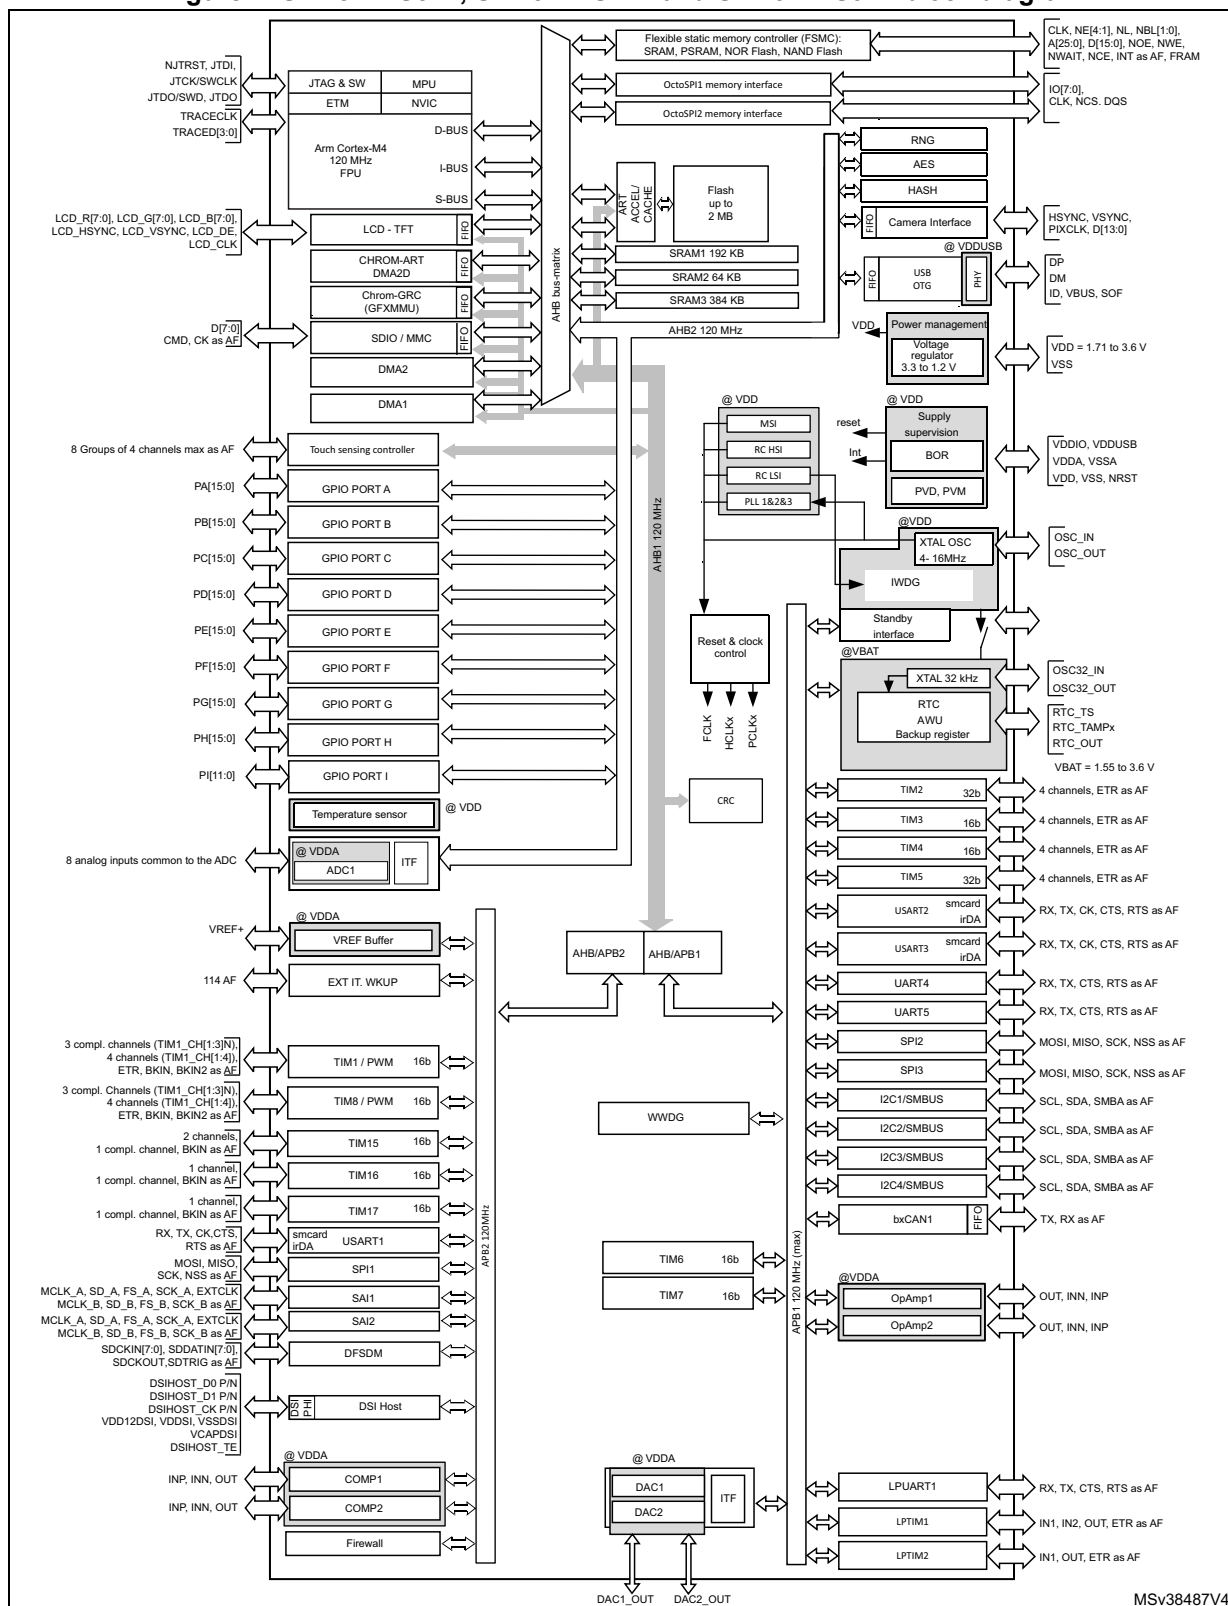 Flexible static memory controller (FSMC):
SRAM, PSRAM, NOR Flash, NAND Flash
CLK, NE[4:1], NL, NBL[1:0],
A[25:0], D[15:0], NOE, NWE,
NWAIT, NCE, INT as AF, FRAM
NJTRST, JTDI,
JTCK/SWCLK
JTDO/SWD, JTDO
TRACECLK
TRACED[3:0]
JTAG & SW
MPU
ETM
NVIC
Arm Cortex-M4
120 MHz
FPU
D-BUS
I-BUS
S-BUS
OctoSPI1 memory interface
OctoSPI2 memory interface
IO[7:0],
CLK, NCS. DQS
RNG
AES
HASH
FIFO
Camera Interface
HSYNC, VSYNC,
PIXCLK, D[13:0]
@ VDDUSB
FIFO
USB
OTG
PHY
DP
DM
ID, VBUS, SOF
ART
ACCEL/
CACHE
Flash
up to
2 MB
SRAM1 192 KB
SRAM2 64 KB
SRAM3 384 KB
AHB bus-matrix
AHB2 120 MHz
LCD_R[7:0], LCD_G[7:0], LCD_B[7:0],
LCD_HSYNC, LCD_VSYNC, LCD_DE,
LCD_CLK
LCD - TFT
FIFO
CHROM-ART
DMA2D
FIFO
Chrom-GRC
(GFXMMU)
FIFO
D[7:0]
CMD, CK as AF
SDIO / MMC
FIFO
DMA2
DMA1
VDD
Power management
Voltage
regulator
3.3 to 1.2 V
VDD = 1.71 to 3.6 V
VSS
@ VDD
MSI
RC HSI
RC LSI
PLL 1&2&3
@ VDD
reset
Int
Supply
supervision
BOR
PVD, PVM
VDDIO, VDDUSB
VDDA, VSSA
VDD, VSS, NRST
8 Groups of 4 channels max as AF
Touch sensing controller
PA[15:0]
GPIO PORT A
PB[15:0]
GPIO PORT B
PC[15:0]
GPIO PORT C
PD[15:0]
GPIO PORT D
PE[15:0]
GPIO PORT E
PF[15:0]
GPIO PORT F
PG[15:0]
GPIO PORT G
PH[15:0]
GPIO PORT H
PI[11:0]
GPIO PORT I
AHB1 120 MHz
@VDD
XTAL OSC
4- 16MHz
IWDG
OSC_IN
OSC_OUT
Standby
interface
Reset & clock
control
FCLK
HCLKx
PCLKx
@VBAT
XTAL 32 kHz
RTC
AWU
Backup register
OSC32_IN
OSC32_OUT
RTC_TS
RTC_TAMPx
RTC_OUT
VBAT = 1.55 to 3.6 V
Temperature sensor
@ VDD
8 analog inputs common to the ADC
@ VDDA
ADC1
ITF
CRC
TIM2
32b
4 channels, ETR as AF
TIM3
16b
4 channels, ETR as AF
TIM4
16b
4 channels, ETR as AF
TIM5
32b
4 channels, ETR as AF
USART2
smcard
irDA
RX, TX, CK, CTS, RTS as AF
USART3
smcard
irDA
RX, TX, CK, CTS, RTS as AF
UART4
RX, TX, CTS, RTS as AF
UART5
RX, TX, CTS, RTS as AF
SPI2
MOSI, MISO, SCK, NSS as AF
SPI3
MOSI, MISO, SCK, NSS as AF
I2C1/SMBUS
SCL, SDA, SMBA as AF
I2C2/SMBUS
SCL, SDA, SMBA as AF
I2C3/SMBUS
SCL, SDA, SMBA as AF
I2C4/SMBUS
SCL, SDA, SMBA as AF
bxCAN1
FIFO
TX, RX as AF
VREF+
@ VDDA
VREF Buffer
114 AF
EXT IT. WKUP
AHB/APB2
AHB/APB1
3 compl. channels (TIM1_CH[1:3]N),
4 channels (TIM1_CH[1:4]),
ETR, BKIN, BKIN2 as AF
TIM1 / PWM
16b
3 compl. Channels (TIM1_CH[1:3]N),
4 channels (TIM1_CH[1:4]),
ETR, BKIN, BKIN2 as AF
TIM8 / PWM
16b
2 channels,
1 compl. channel, BKIN as AF
TIM15
16b
1 channel,
1 compl. channel, BKIN as AF
TIM16
16b
1 channel,
1 compl. channel, BKIN as AF
TIM17
16b
RX, TX, CK,CTS,
RTS as AF
smcard
irDA
USART1
MOSI, MISO,
SCK, NSS as AF
SPI1
MCLK_A, SD_A, FS_A, SCK_A, EXTCLK
MCLK_B, SD_B, FS_B, SCK_B as AF
SAI1
MCLK_A, SD_A, FS_A, SCK_A, EXTCLK
MCLK_B, SD_B, FS_B, SCK_B as AF
SAI2
SDCKIN[7:0], SDDATIN[7:0],
SDCKOUT,SDTRIG as AF
DFSDM
DSIHOST_D0 P/N
DSIHOST_D1 P/N
DSIHOST_CK P/N
VDD12DSI, VDDSI, VSSDSI
VCAPDSI
DSIHOST_TE
DSI
PHI
DSI Host
APB2 120MHz
WWDG
TIM6
16b
TIM7
16b
APB1 120 MHz (max)
@VDDA
OpAmp1
OUT, INN, INP
OpAmp2
OUT, INN, INP
@ VDDA
INP, INN, OUT
COMP1
INP, INN, OUT
COMP2
Firewall
@ VDDA
DAC1
DAC2
ITF
DAC1_OUT
DAC2_OUT
LPUART1
RX, TX, CTS, RTS as AF
LPTIM1
IN1, IN2, OUT, ETR as AF
LPTIM2
IN1, OUT, ETR as AF
MSv38487V4